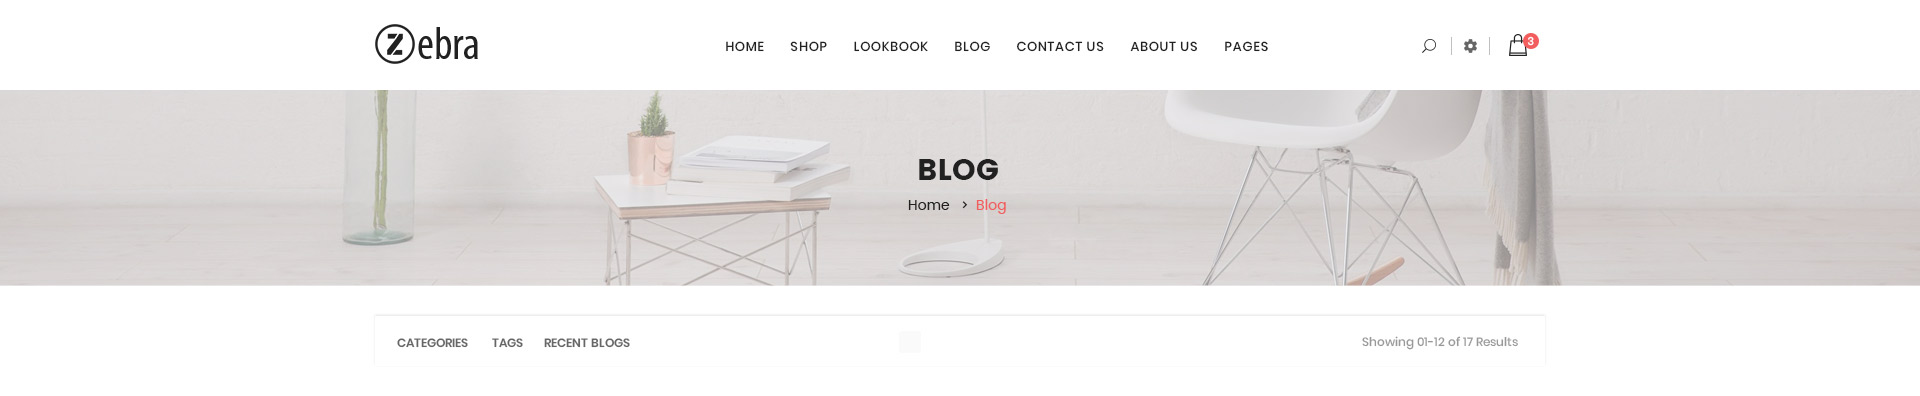 Zebra
HOME SHOP LOOKBOOK BLOG CONTACT US ABOUT US PAGES
3
BLOG
Home > Blog
CATEGORIES TAGS RECENT BLOGS
Showing 01-12 of 17 Results